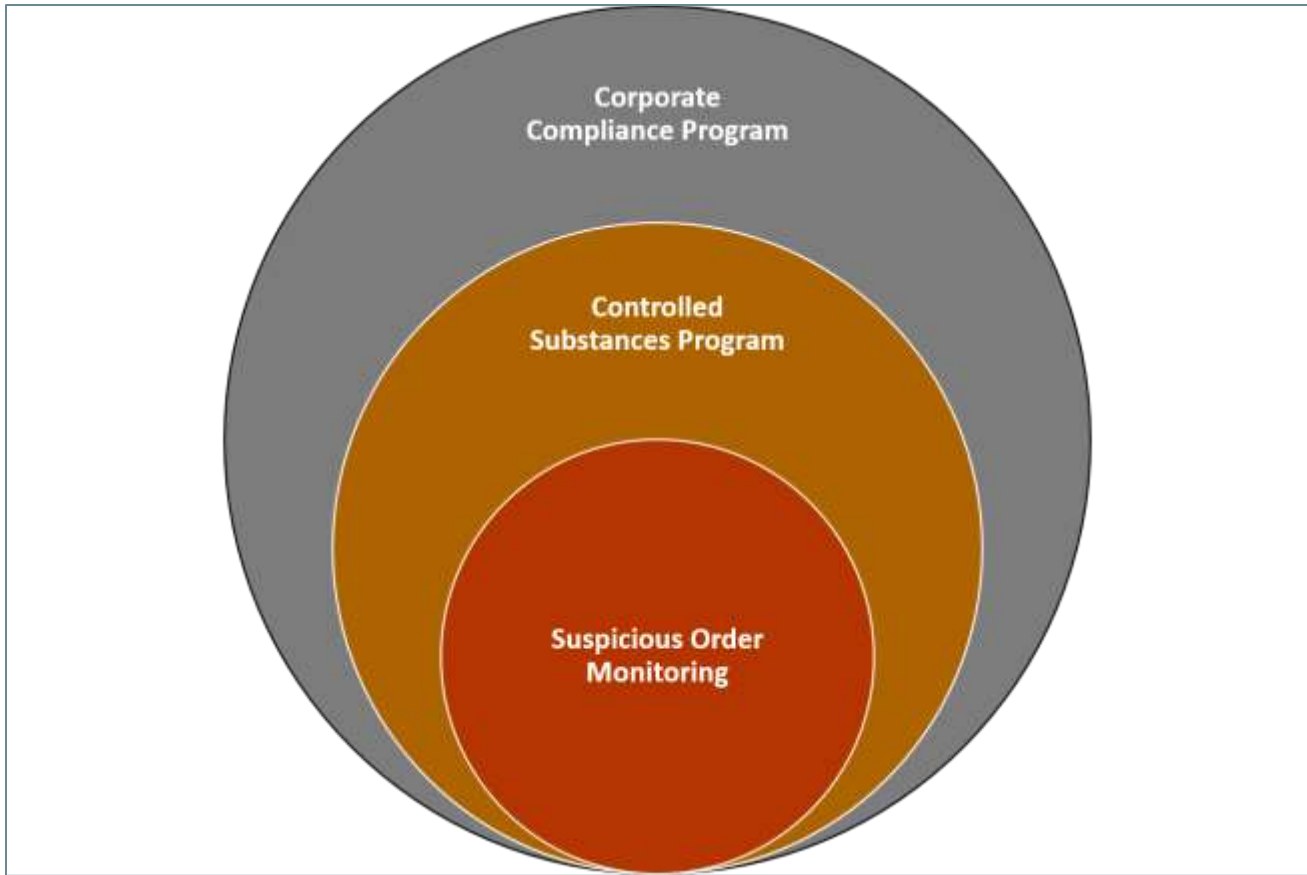 Corporate
Compliance Program
Controlled
Substances Program
Suspicious Order
Monitoring